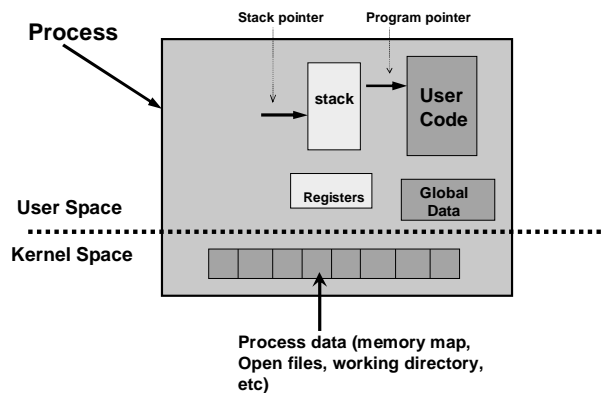 Stack pointer
Program pointer
Process
stack
User
Code
Registers
Global
Data
User Space
Kernel Space
Process data (memory map,
Open files, working directory,
etc)